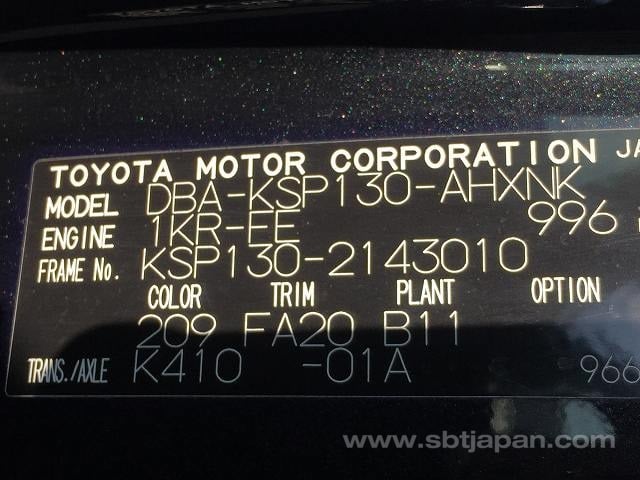 TOYOTA MOTOR CORPORATION JA
MODEL DBA-KSP130-AHXNK
ENGINE 1KR-FE 996
FRAME No. KSP130-2143010
COLOR TRIM PLANT OPTION
209 FA20 B11
TRANS./AXLE K410 -01A 966
www.sbtjapan.com